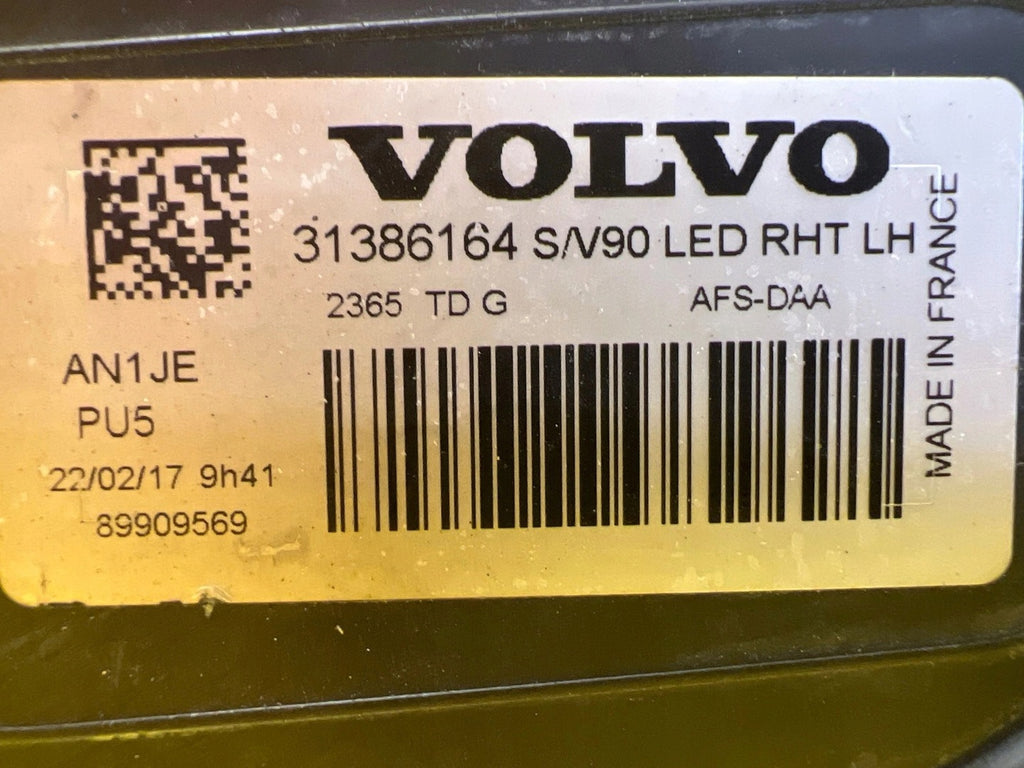 VOLVO
31386164 S/V90 LED RHT LH
2365 TD G AFS-DAA
AN1JE
PU5
22/02/17 9h41
89909569
MADE IN FRANCE